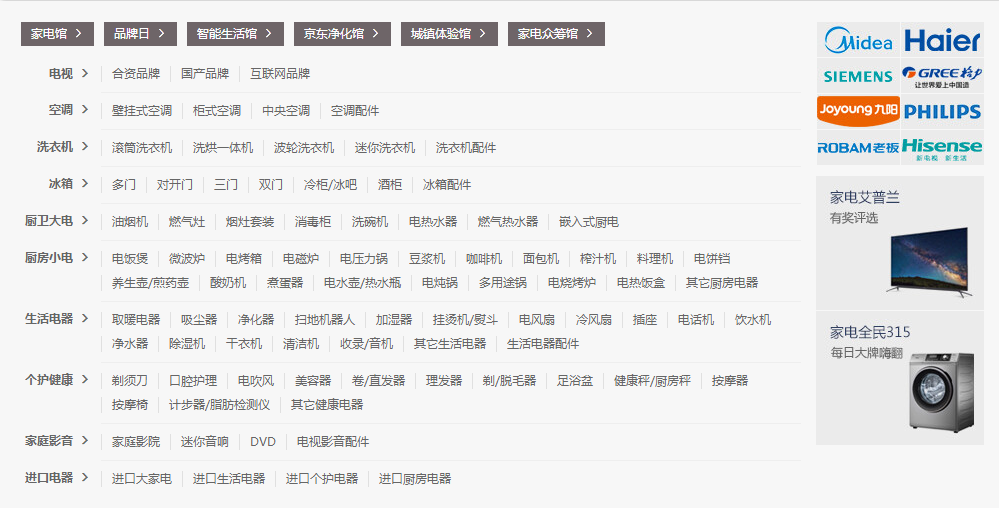 家电馆 > 品牌日 > 智能生活馆 > 京东净化馆 > 城镇体验馆 > 家电众筹馆 >
电视 > 合资品牌 国产品牌 互联网品牌
空调 > 壁挂式空调 柜式空调 中央空调 空调配件
洗衣机 > 滚筒洗衣机 洗烘一体机 波轮洗衣机 迷你洗衣机 洗衣机配件
冰箱 > 多门 对开门 三门 双门 冷柜/冰吧 酒柜 冰箱配件
厨卫大电 > 油烟机 燃气灶 烟灶套装 消毒柜 洗碗机 电热水器 燃气热水器 嵌入式厨电
厨房小电 > 电饭煲 微波炉 电烤箱 电磁炉 电压力锅 豆浆机 咖啡机 面包机 榨汁机 料理机 电饼铛
养生壶/煎药壶 酸奶机 煮蛋器 电水壶/热水瓶 电炖锅 多用途锅 电烧烤炉 电热饭盒 其它厨房电器
生活电器 > 取暖电器 吸尘器 净化器 扫地机器人 加湿器 挂烫机/熨斗 电风扇 冷风扇 插座 电话机 饮水机
净水器 除湿机 干衣机 清洁机 收录/音机 其它生活电器 生活电器配件
个护健康 > 剃须刀 口腔护理 电吹风 美容器 卷/直发器 理发器 剃/脱毛器 足浴盆 健康秤/厨房秤 按摩器
按摩椅 计步器/脂肪检测仪 其它健康电器
家庭影音 > 家庭影院 迷你音响 DVD 电视影音配件
进口电器 > 进口大家电 进口生活电器 进口个护电器 进口厨房电器
Midea Haier
SIEMENS GREE格力
让世界爱上中国造
Joyoung九阳 PHILIPS
ROBAM老板 Hisense
新电视 新生活
家电艾普兰
有奖评选
家电全民315
每日大牌嗨翻